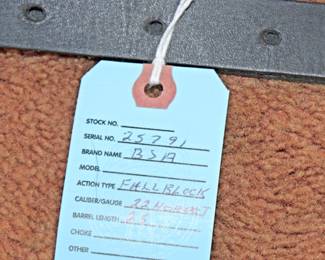 STOCK NO.
SERIAL NO. 25791
BRAND NAME BSA
MODEL
ACTION TYPE FALLBLOCK
CALIBER/GAUGE 22
BARREL LENGTH
CHOKE
OTHER